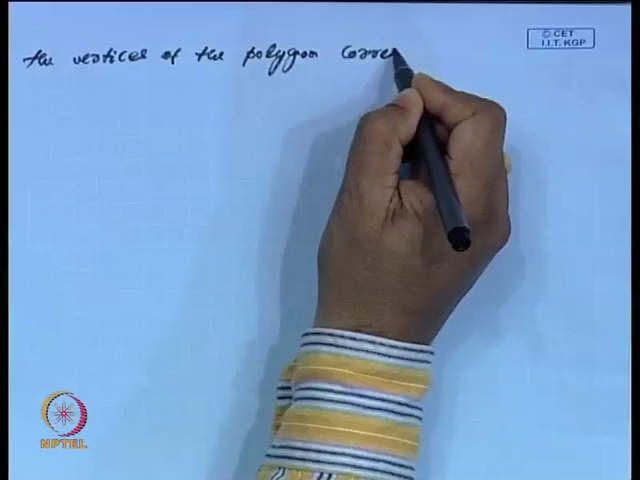 the vertices of the polygon corre
© CET
I.I.T. KGP
NPTEL